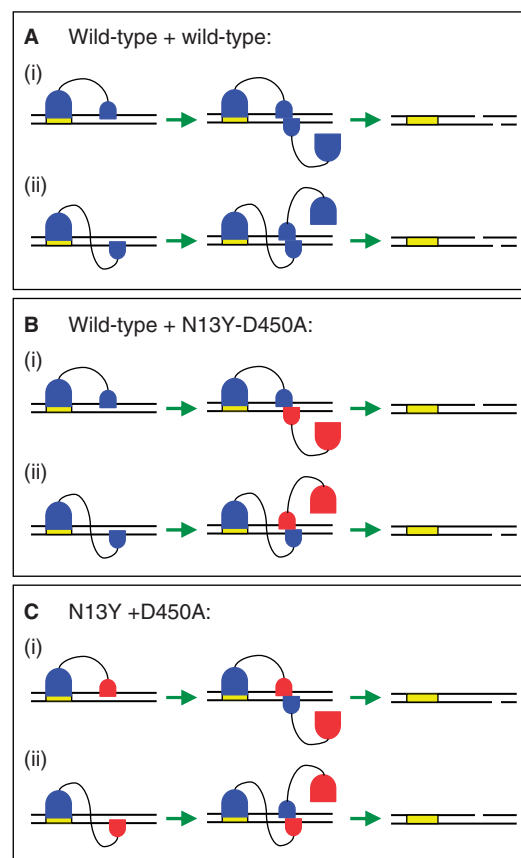 A Wild-type + wild-type:
(i)
(ii)
B Wild-type + N13Y-D450A:
(i)
(ii)
C N13Y +D450A:
(i)
(ii)